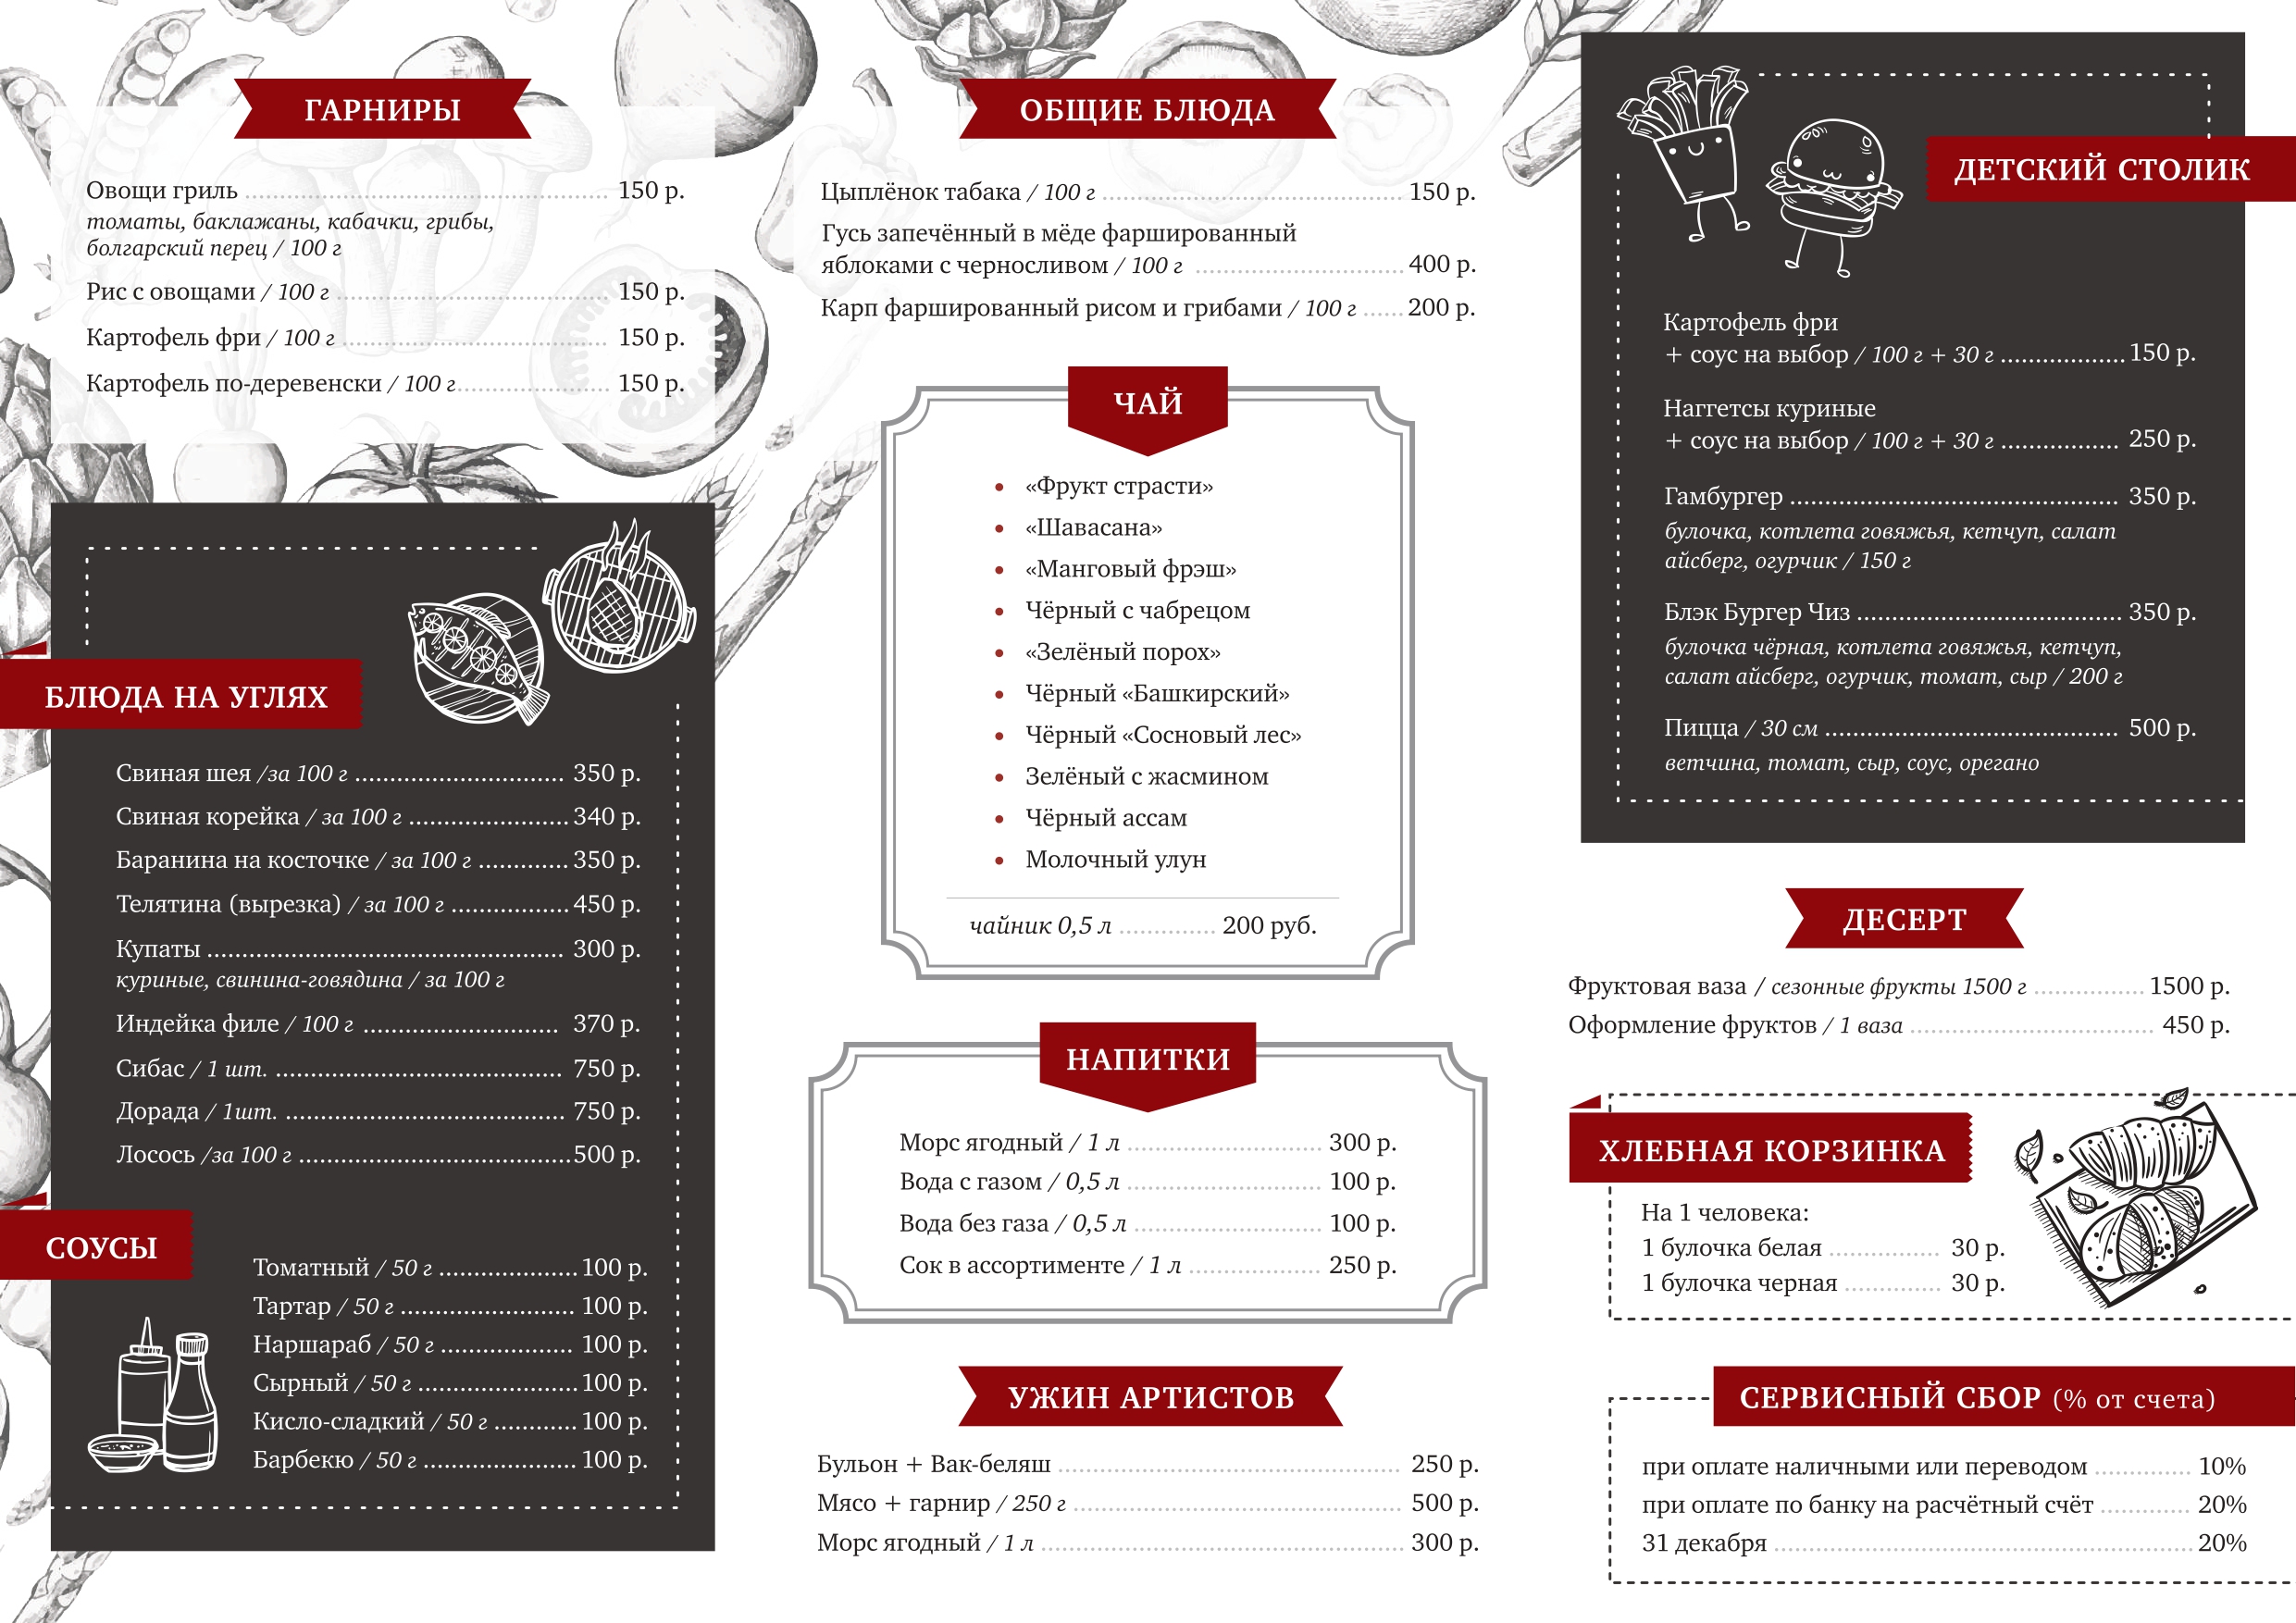 ГАРНИРЫ
Овощи гриль ........ 150 р.
томаты, баклажаны, кабачки, грибы,
болгарский перец / 100 г
Рис с овощами / 100 г ........ 150 р.
Картофель фри / 100 г ........ 150 р.
Картофель по-деревенски / 100 г ........ 150 р.
БЛЮДА НА УГЛЯХ
Свиная шея /за 100 г ........ 350 р.
Свиная корейка / за 100 г ........ 340 р.
Баранина на косточке / за 100 г ........ 350 р.
Телятина (вырезка) / за 100 г ........ 450 р.
Купаты ........ 300 р.
куриные, свинина-говядина / за 100 г
Индейка филе / 100 г ........ 370 р.
Сибас / 1 шт. ........ 750 р.
Дорада / 1шт. ........ 750 р.
Лосось /за 100 г ........ 500 р.
СОУСЫ
Томатный / 50 г ........ 100 р.
Тартар / 50 г ........ 100 р.
Наршараб / 50 г ........ 100 р.
Сырный / 50 г ........ 100 р.
Кисло-сладкий / 50 г ........ 100 р.
Барбекю / 50 г ........ 100 р.
ОБЩИЕ БЛЮДА
Цыплёнок табака / 100 г ........ 150 р.
Гусь запечённый в мёде фаршированный
яблоками с черносливом / 100 г ........ 400 р.
Карп фаршированный рисом и грибами / 100 г ...... 200 р.
ЧАЙ
• «Фрукт страсти»
• «Шавасана»
• «Манговый фрэш»
• Чёрный с чабрецом
• «Зелёный порох»
• Чёрный «Башкирский»
• Чёрный «Сосновый лес»
• Зелёный с жасмином
• Чёрный ассам
• Молочный улун
чайник 0,5 л ........ 200 руб.
НАПИТКИ
Морс ягодный / 1 л ........ 300 р.
Вода с газом / 0,5 л ........ 100 р.
Вода без газа / 0,5 л ........ 100 р.
Сок в ассортименте / 1 л ........ 250 р.
УЖИН АРТИСТОВ
Бульон + Вак-беляш ........ 250 р.
Мясо + гарнир / 250 г ........ 500 р.
Морс ягодный / 1 л ........ 300 р.
ДЕТСКИЙ СТОЛИК
Картофель фри
+ соус на выбор / 100 г + 30 г ........ 150 р.
Наггетсы куриные
+ соус на выбор / 100 г + 30 г ........ 250 р.
Гамбургер ........ 350 р.
булочка, котлета говяжья, кетчуп, салат
айсберг, огурчик / 150 г
Блэк Бургер Чиз ........ 350 р.
булочка чёрная, котлета говяжья, кетчуп,
салат айсберг, огурчик, томат, сыр / 200 г
Пицца / 30 см ........ 500 р.
ветчина, томат, сыр, соус, орегано
ДЕСЕРТ
Фруктовая ваза / сезонные фрукты 1500 г ........ 1500 р.
Оформление фруктов / 1 ваза ........ 450 р.
ХЛЕБНАЯ КОРЗИНКА
На 1 человека:
1 булочка белая ........ 30 р.
1 булочка черная ........ 30 р.
СЕРВИСНЫЙ СБОР (% от счета)
при оплате наличными или переводом ........ 10%
при оплате по банку на расчётный счёт ........ 20%
31 декабря ........ 20%